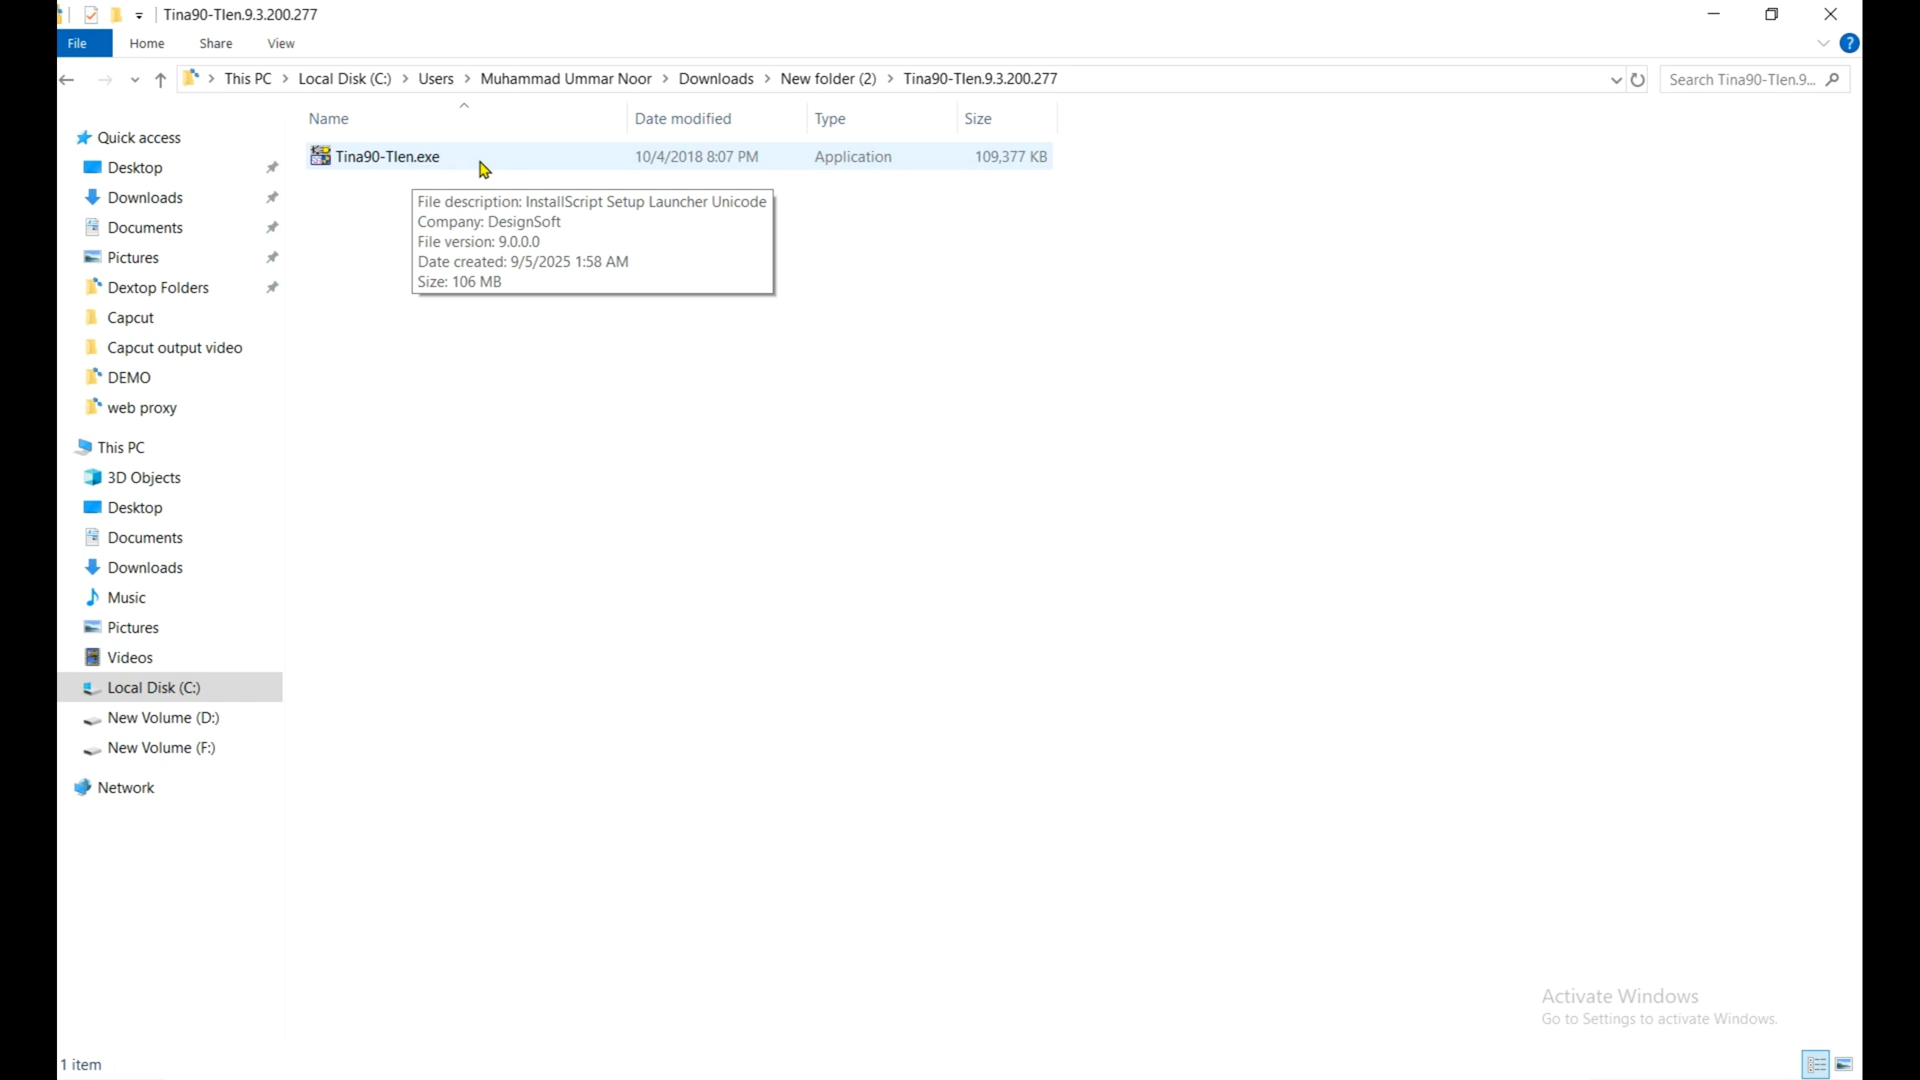 Tina90-TIen.9.3.200.277
File
Home
Share
View
This PC
Local Disk (C:)
Users
Muhammad Ummar Noor
Downloads
New folder (2)
Tina90-TIen.9.3.200.277
Search Tina90-TIen.9...
Name
Date modified
Type
Size
Tina90-TIen.exe
10/4/2018 8:07 PM
Application
109,377 KB
File description: InstallScript Setup Launcher Unicode
Company: DesignSoft
File version: 9.0.0.0
Date created: 9/5/2025 1:58 AM
Size: 106 MB
Quick access
Desktop
Downloads
Documents
Pictures
Dextop Folders
Capcut
Capcut output video
DEMO
web proxy
This PC
3D Objects
Desktop
Documents
Downloads
Music
Pictures
Videos
Local Disk (C:)
New Volume (D:)
New Volume (F:)
Network
Activate Windows
Go to Settings to activate Windows.
1 item